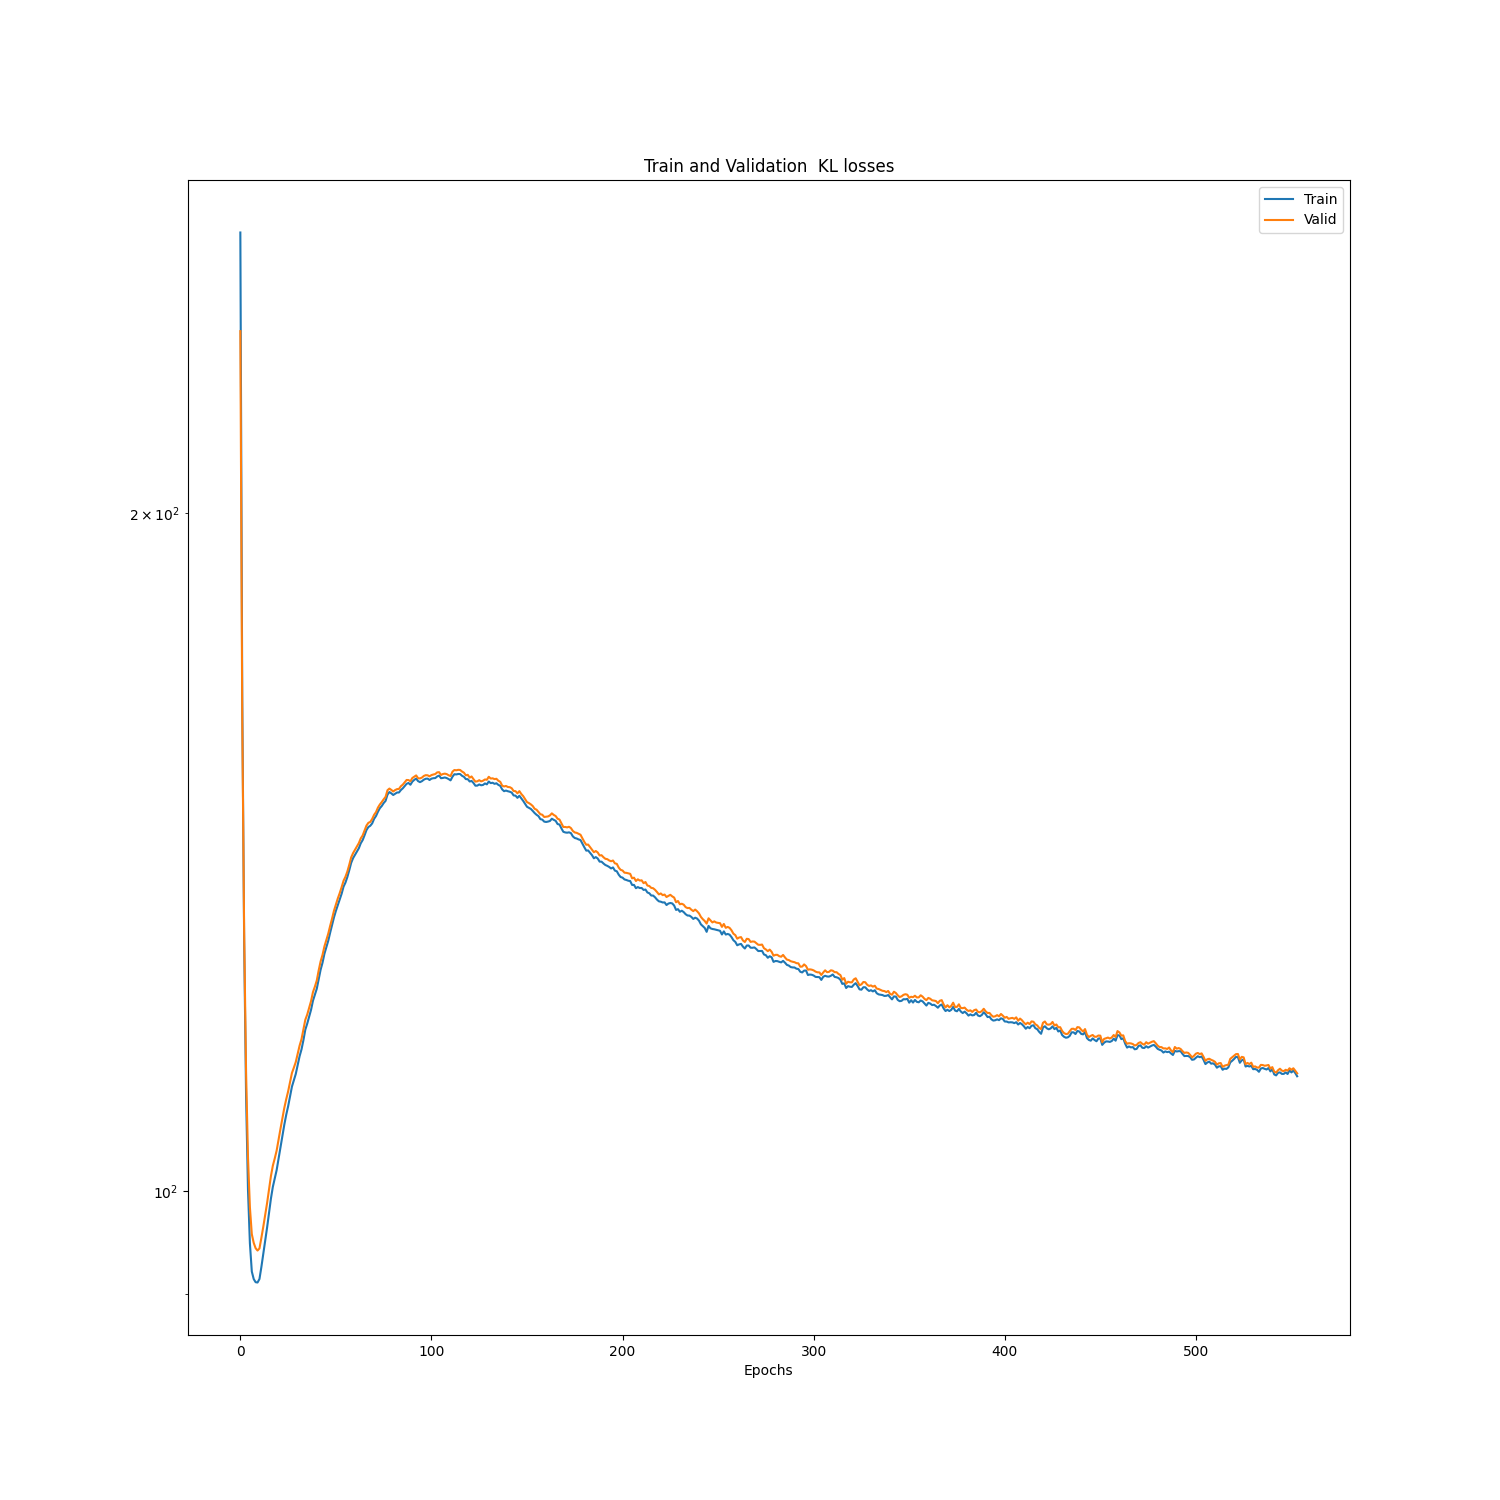 Train and Validation  KL losses
Train
Valid
2 × 10²
10²
0 100 200 300 400 500
Epochs